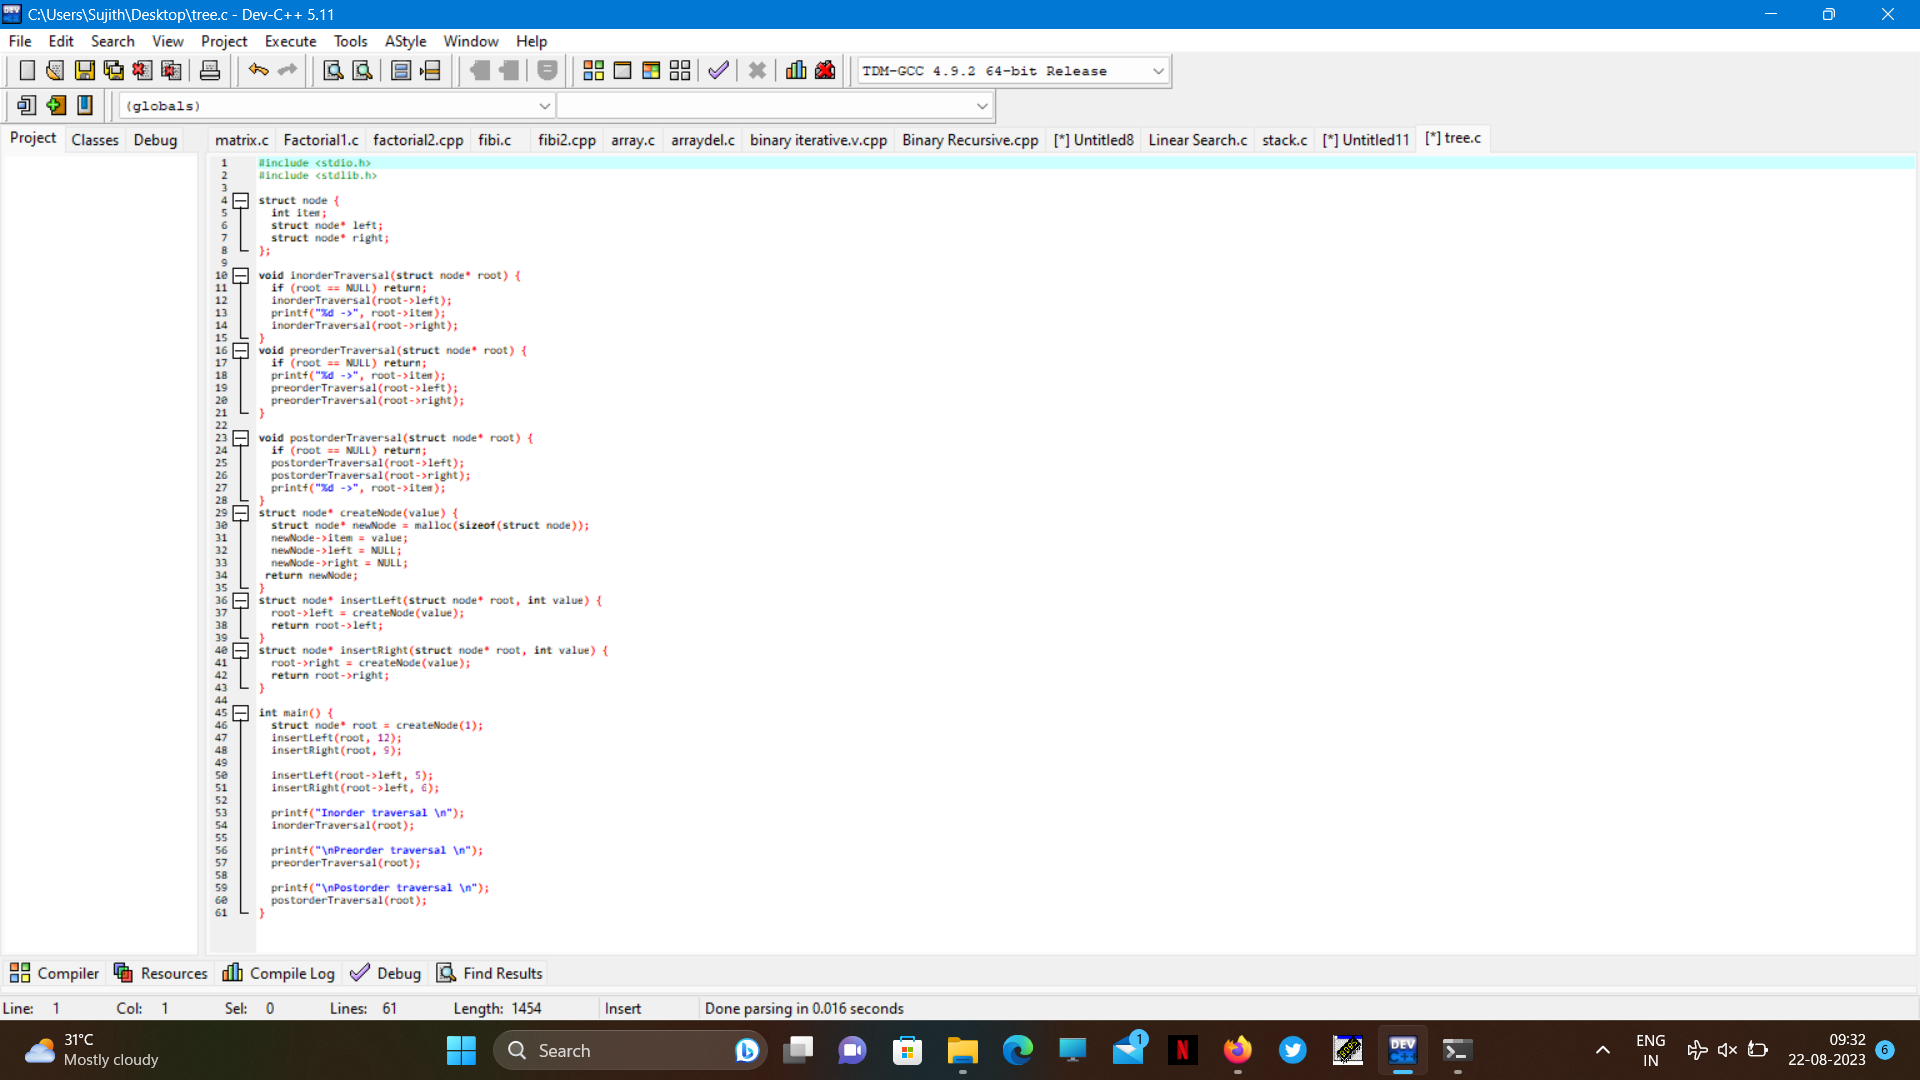 C:\Users\Sujith\Desktop\tree.c - Dev-C++ 5.11
File Edit Search View Project Execute Tools AStyle Window Help
TDM-GCC 4.9.2 64-bit Release
(globals)
Project Classes Debug
matrix.c Factorial1.c factorial2.cpp fibi.c fibi2.cpp array.c arraydel.c binary iterative.v.cpp Binary Recursive.cpp [*] Untitled8 Linear Search.c stack.c [*] Untitled11 [*] tree.c
1 #include <stdio.h>
2 #include <stdlib.h>
3
4 struct node {
5 int item;
6 struct node* left;
7 struct node* right;
8 };
9
10 void inorderTraversal(struct node* root) {
11 if (root == NULL) return;
12 inorderTraversal(root->left);
13 printf("%d ->", root->item);
14 inorderTraversal(root->right);
15 }
16 void preorderTraversal(struct node* root) {
17 if (root == NULL) return;
18 printf("%d ->", root->item);
19 preorderTraversal(root->left);
20 preorderTraversal(root->right);
21 }
22
23 void postorderTraversal(struct node* root) {
24 if (root == NULL) return;
25 postorderTraversal(root->left);
26 postorderTraversal(root->right);
27 printf("%d ->", root->item);
28 }
29 struct node* createNode(value) {
30 struct node* newNode = malloc(sizeof(struct node));
31 newNode->item = value;
32 newNode->left = NULL;
33 newNode->right = NULL;
34 return newNode;
35 }
36 struct node* insertLeft(struct node* root, int value) {
37 root->left = createNode(value);
38 return root->left;
39 }
40 struct node* insertRight(struct node* root, int value) {
41 root->right = createNode(value);
42 return root->right;
43 }
44
45 int main() {
46 struct node* root = createNode(1);
47 insertLeft(root, 12);
48 insertRight(root, 9);
49
50 insertLeft(root->left, 5);
51 insertRight(root->left, 6);
52
53 printf("Inorder traversal \n");
54 inorderTraversal(root);
55
56 printf("\nPreorder traversal \n");
57 preorderTraversal(root);
58
59 printf("\nPostorder traversal \n");
60 postorderTraversal(root);
61 }
Compiler Resources Compile Log Debug Find Results
Line: 1 Col: 1 Sel: 0 Lines: 61 Length: 1454 Insert Done parsing in 0.016 seconds
31°C
Mostly cloudy
Search
1
N
DEV
C++
ENG
IN
09:32
22-08-2023
6